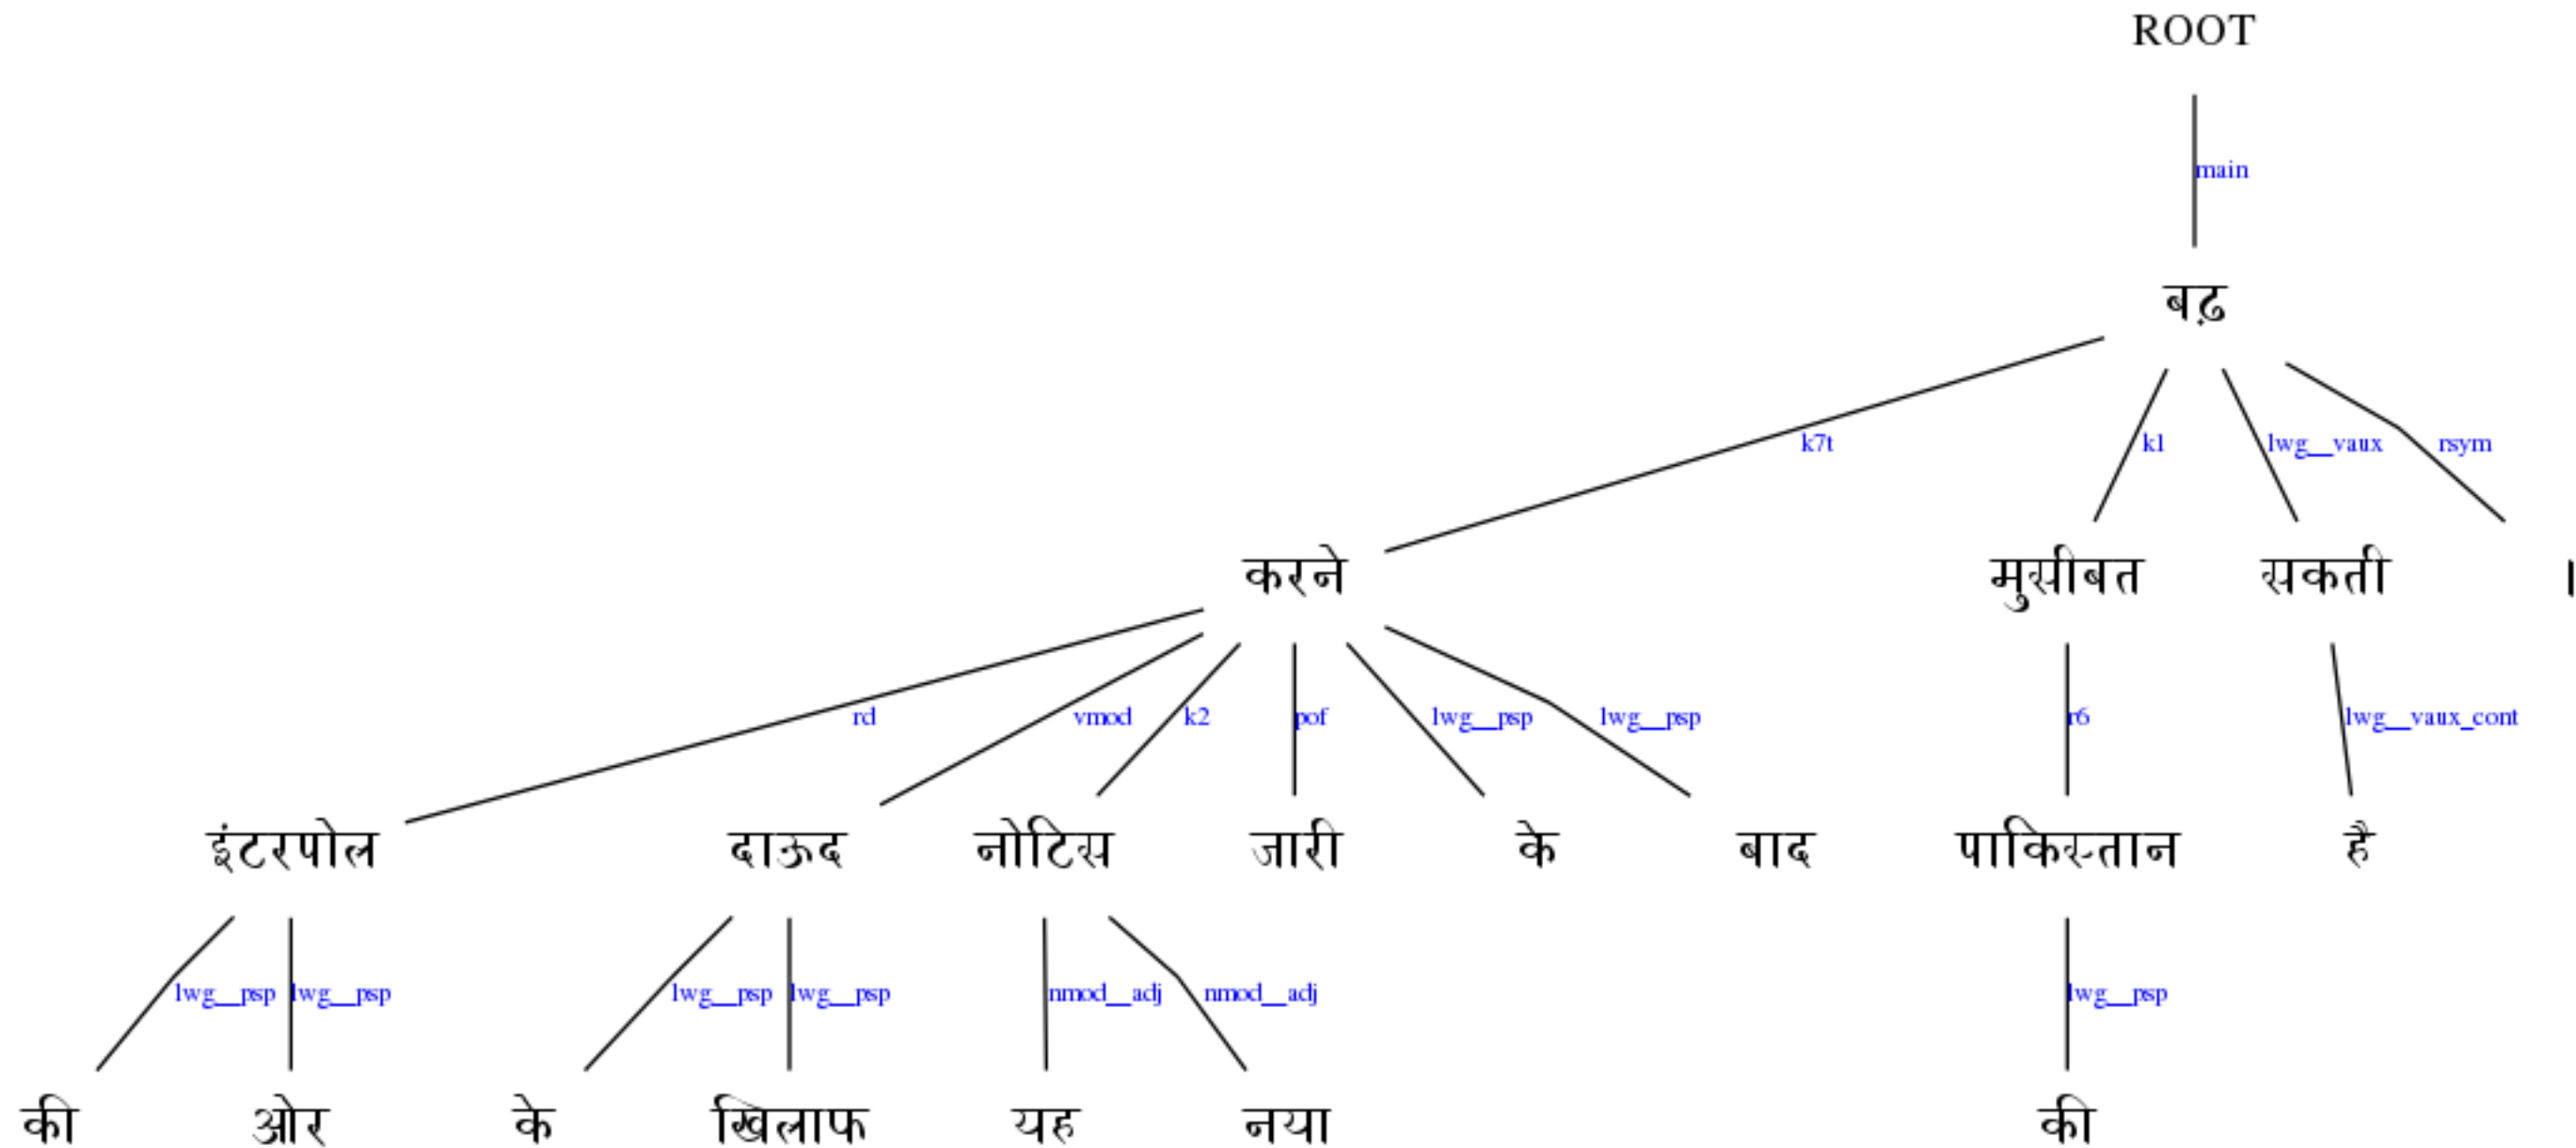 ROOT
main
बढ़
k7t k1 lwg__vaux rsym
करने मुसीबत सकती ।
rd vmod k2 pof lwg__psp lwg__psp r6 lwg__vaux_cont
इंटरपोल दाऊद नोटिस जारी के बाद पाकिस्तान है
lwg__psp lwg__psp lwg__psp lwg__psp nmod__adj nmod__adj lwg__psp
की ओर के खिलाफ यह नया की